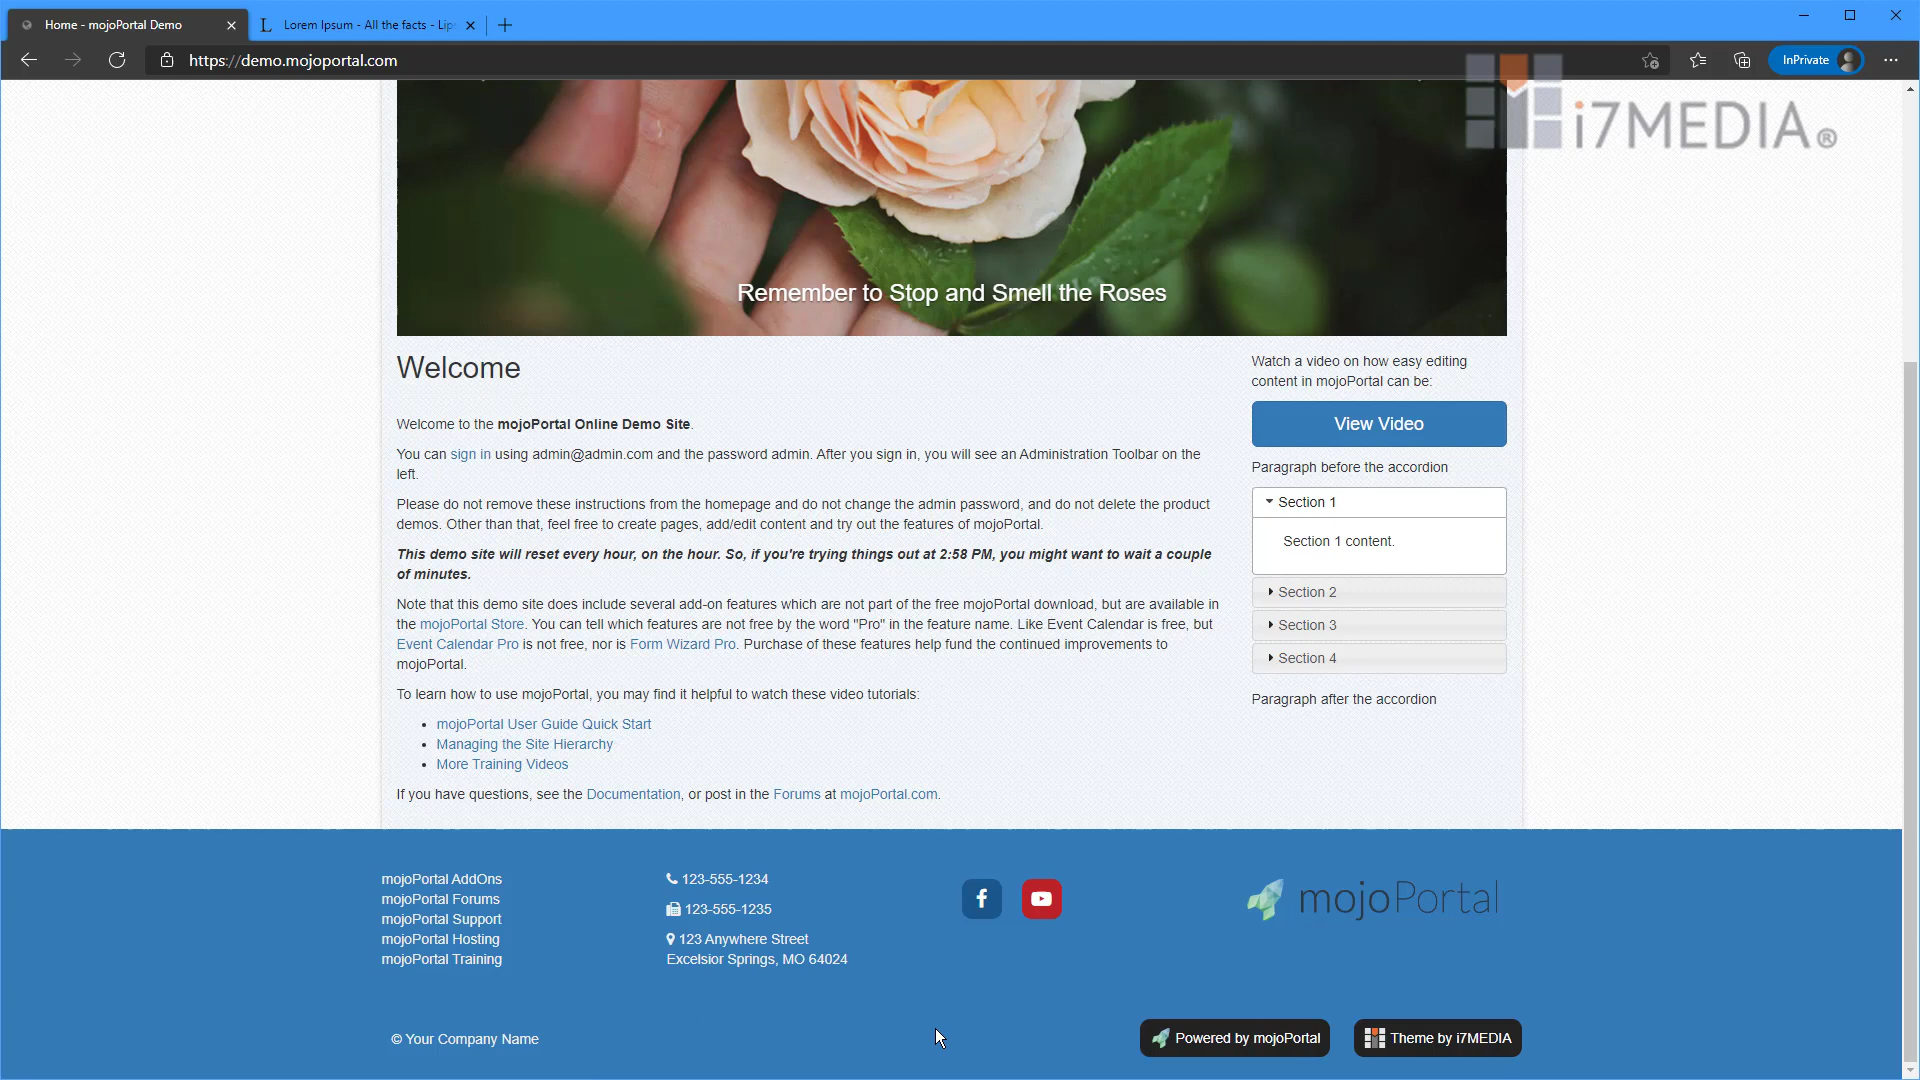 Home - mojoPortal Demo
Lorem Ipsum - All the facts - Lip
https://demo.mojoportal.com
InPrivate
i7MEDIA®
Remember to Stop and Smell the Roses
Welcome
Welcome to the mojoPortal Online Demo Site.
You can sign in using admin@admin.com and the password admin. After you sign in, you will see an Administration Toolbar on the
left.
Please do not remove these instructions from the homepage and do not change the admin password, and do not delete the product
demos. Other than that, feel free to create pages, add/edit content and try out the features of mojoPortal.
This demo site will reset every hour, on the hour. So, if you're trying things out at 2:58 PM, you might want to wait a couple
of minutes.
Note that this demo site does include several add-on features which are not part of the free mojoPortal download, but are available in
the mojoPortal Store. You can tell which features are not free by the word "Pro" in the feature name. Like Event Calendar is free, but
Event Calendar Pro is not free, nor is Form Wizard Pro. Purchase of these features help fund the continued improvements to
mojoPortal.
To learn how to use mojoPortal, you may find it helpful to watch these video tutorials:
• mojoPortal User Guide Quick Start
• Managing the Site Hierarchy
• More Training Videos
If you have questions, see the Documentation, or post in the Forums at mojoPortal.com.
Watch a video on how easy editing
content in mojoPortal can be:
View Video
Paragraph before the accordion
Section 1
Section 1 content.
Section 2
Section 3
Section 4
Paragraph after the accordion
mojoPortal AddOns
mojoPortal Forums
mojoPortal Support
mojoPortal Hosting
mojoPortal Training
123-555-1234
123-555-1235
123 Anywhere Street
Excelsior Springs, MO 64024
mojoPortal
© Your Company Name
Powered by mojoPortal
Theme by i7MEDIA